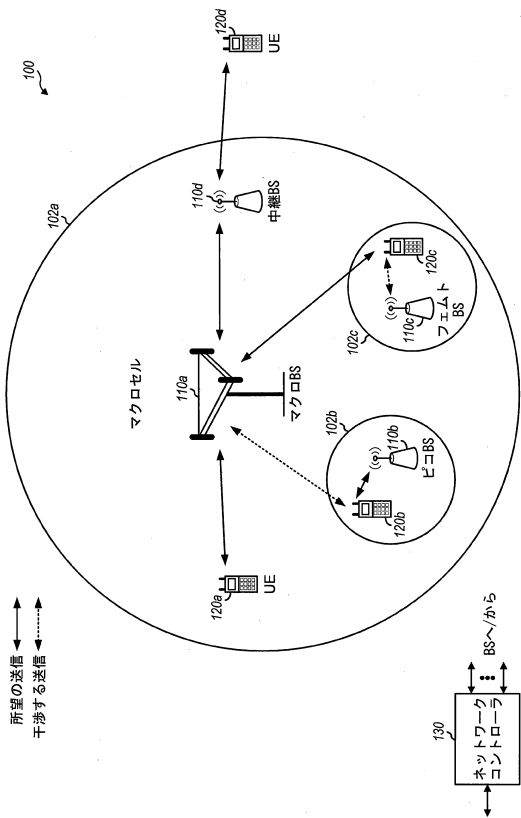 100
所望の送信
干渉する送信
102a
マクロセル
120a
UE
110a
マクロBS
110d
中継BS
120d
UE
102b
110b
ピコBS
120b
102c
110c
フェムト
BS
120c
130
ネットワーク
コントローラ
BSへ/から